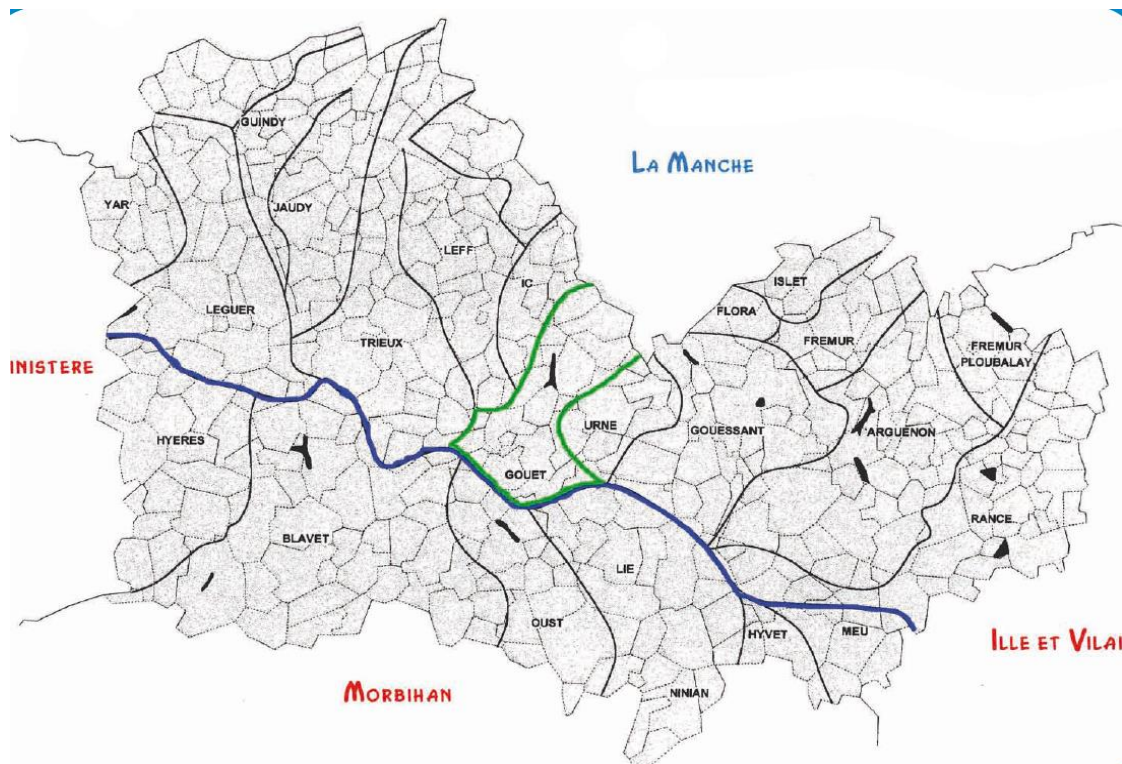 GUINDY
LA MANCHE
YAR
JAUDY
LEFF
ISLET
IC
LEGUER
FLORA
TRIEUX
FREMUR
FREMUR
PLOUBALAY
INISTERE
HYERES
URNE
GOUESSANT
ARGUENON
GOUET
RANCE
BLAVET
LIE
OUST
HYVET
MEU
ILLE ET VILAI
MORBIHAN
NINIAN